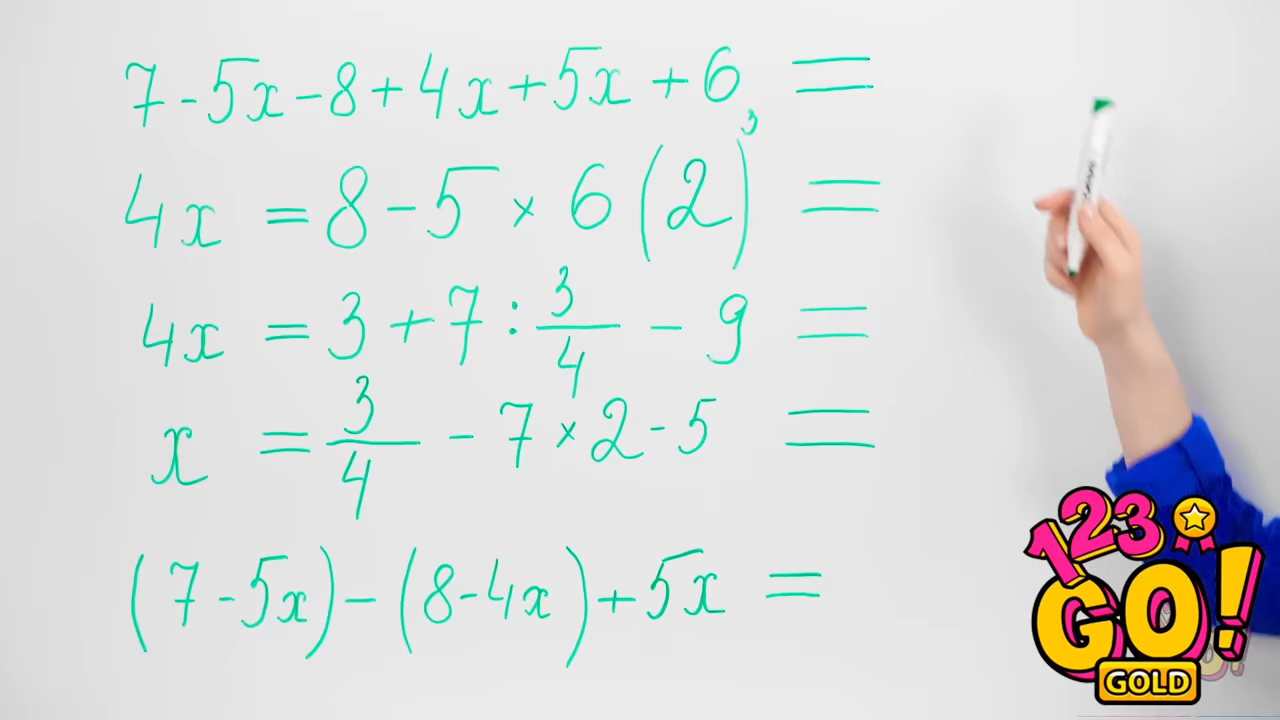 7-5x-8+4x+5x+6, =
4x = 8-5×6(2) =
4x = 3+7:3/4-9 =
x = 3/4-7×2-5 =
(7-5x)-(8-4x)+5x =
123
GO!
GOLD